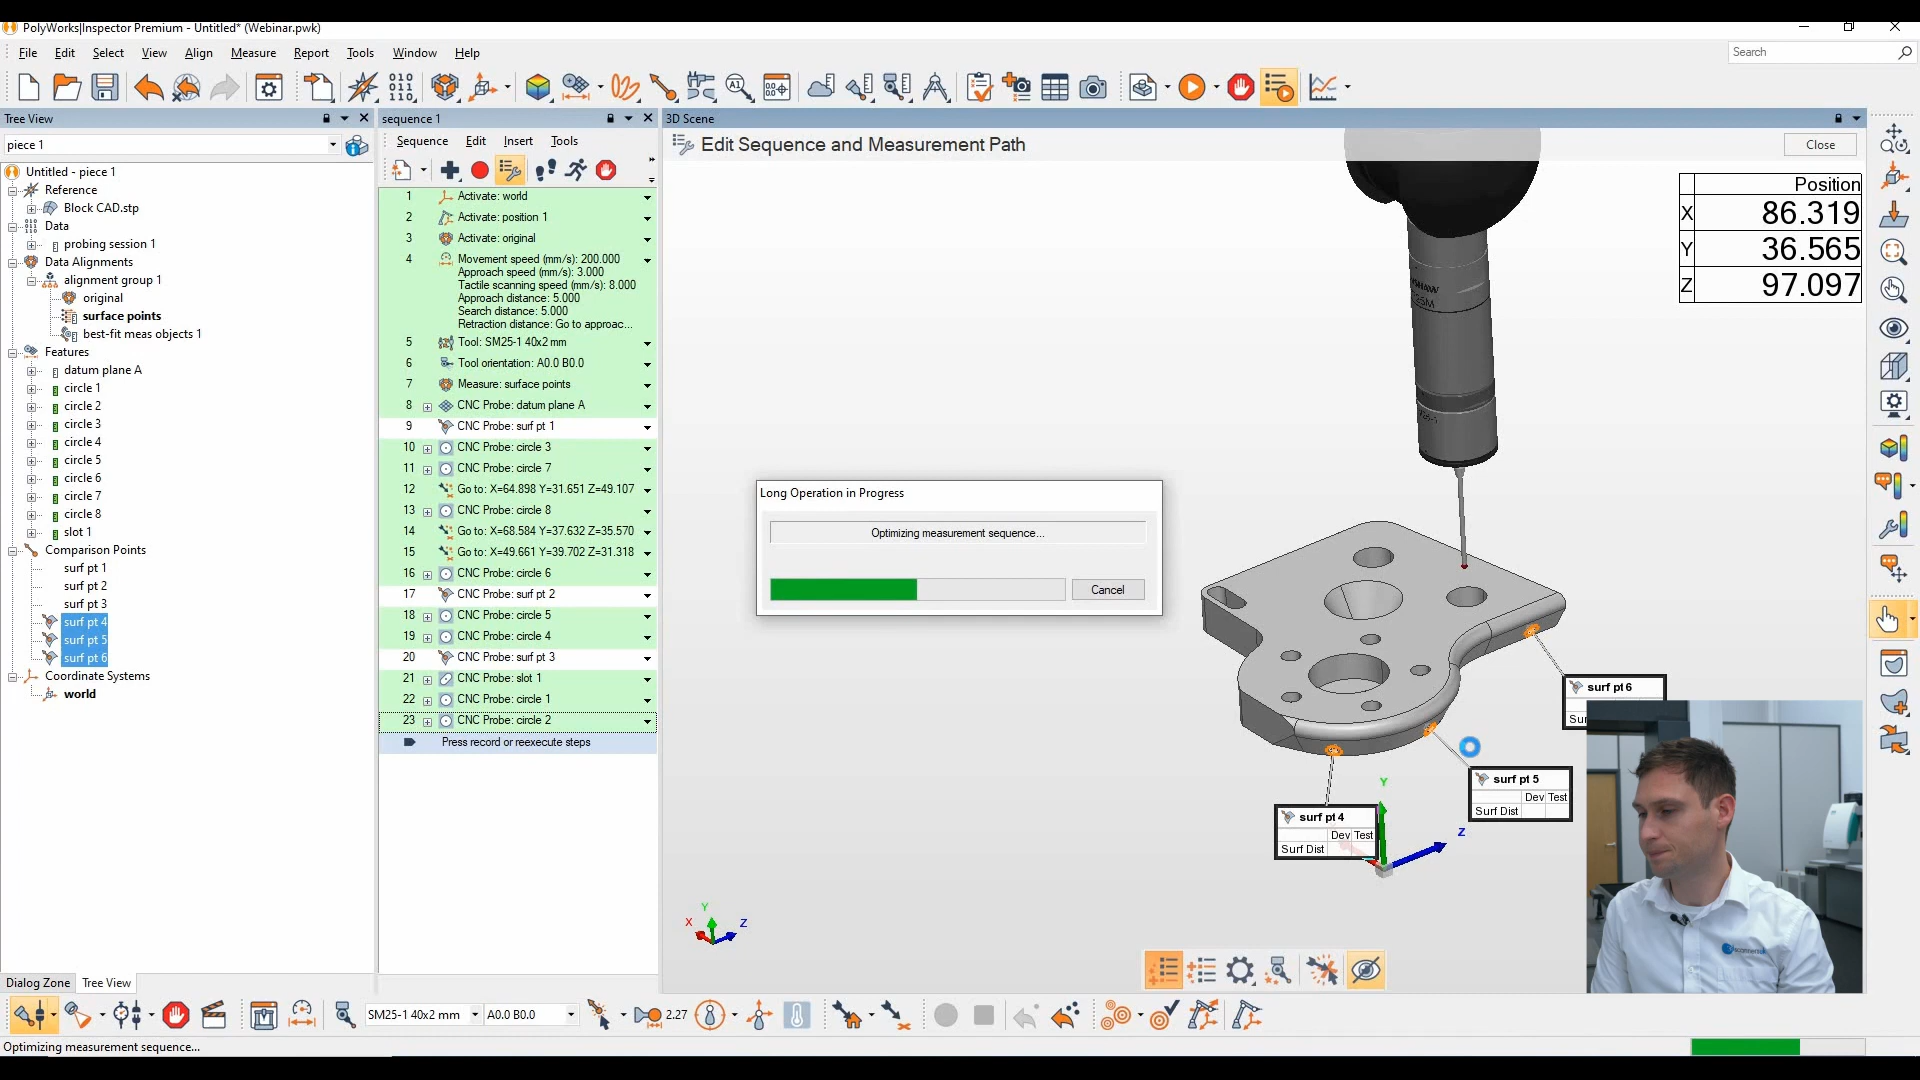 PolyWorks|Inspector Premium - Untitled* (Webinar.pwk)
File Edit Select View Align Measure Report Tools Window Help
Search
Tree View
sequence 1
3D Scene
piece 1
Sequence Edit Insert Tools
Edit Sequence and Measurement Path
Close
Untitled - piece 1
Reference
Block CAD.stp
Data
probing session 1
Data Alignments
alignment group 1
original
surface points
best-fit meas objects 1
Features
datum plane A
circle 1
circle 2
circle 3
circle 4
circle 5
circle 6
circle 7
circle 8
slot 1
Comparison Points
surf pt 1
surf pt 2
surf pt 3
surf pt 4
surf pt 5
surf pt 6
Coordinate Systems
world
1 Activate: world
2 Activate: position 1
3 Activate: original
4 Movement speed (mm/s): 200.000
Approach speed (mm/s): 3.000
Tactile scanning speed (mm/s): 8.000
Approach distance: 5.000
Search distance: 5.000
Retraction distance: Go to approac...
5 Tool: SM25-1 40x2 mm
6 Tool orientation: A0.0 B0.0
7 Measure: surface points
8 CNC Probe: datum plane A
9 CNC Probe: surf pt 1
10 CNC Probe: circle 3
11 CNC Probe: circle 7
12 Go to: X=64.898 Y=31.651 Z=49.107
13 CNC Probe: circle 8
14 Go to: X=68.584 Y=37.632 Z=35.570
15 Go to: X=49.661 Y=39.702 Z=31.318
16 CNC Probe: circle 6
17 CNC Probe: surf pt 2
18 CNC Probe: circle 5
19 CNC Probe: circle 4
20 CNC Probe: surf pt 3
21 CNC Probe: slot 1
22 CNC Probe: circle 1
23 CNC Probe: circle 2
Press record or reexecute steps
Position
X 86.319
Y 36.565
Z 97.097
Long Operation in Progress
Optimizing measurement sequence...
Cancel
surf pt 6
surf pt 5
Dev Test
Surf Dist
surf pt 4
Dev Test
Surf Dist
Y
Z
Y
X
Z
Dialog Zone Tree View
SM25-1 40x2 mm
A0.0 B0.0
2.27
Optimizing measurement sequence...